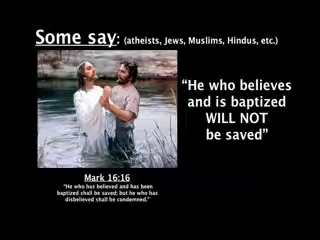 Some say: (atheists, Jews, Muslims, Hindus, etc.)
“He who believes
and is baptized
WILL NOT
be saved”
Mark 16:16
“He who has believed and has been
baptized shall be saved; but he who has
disbelieved shall be condemned.”